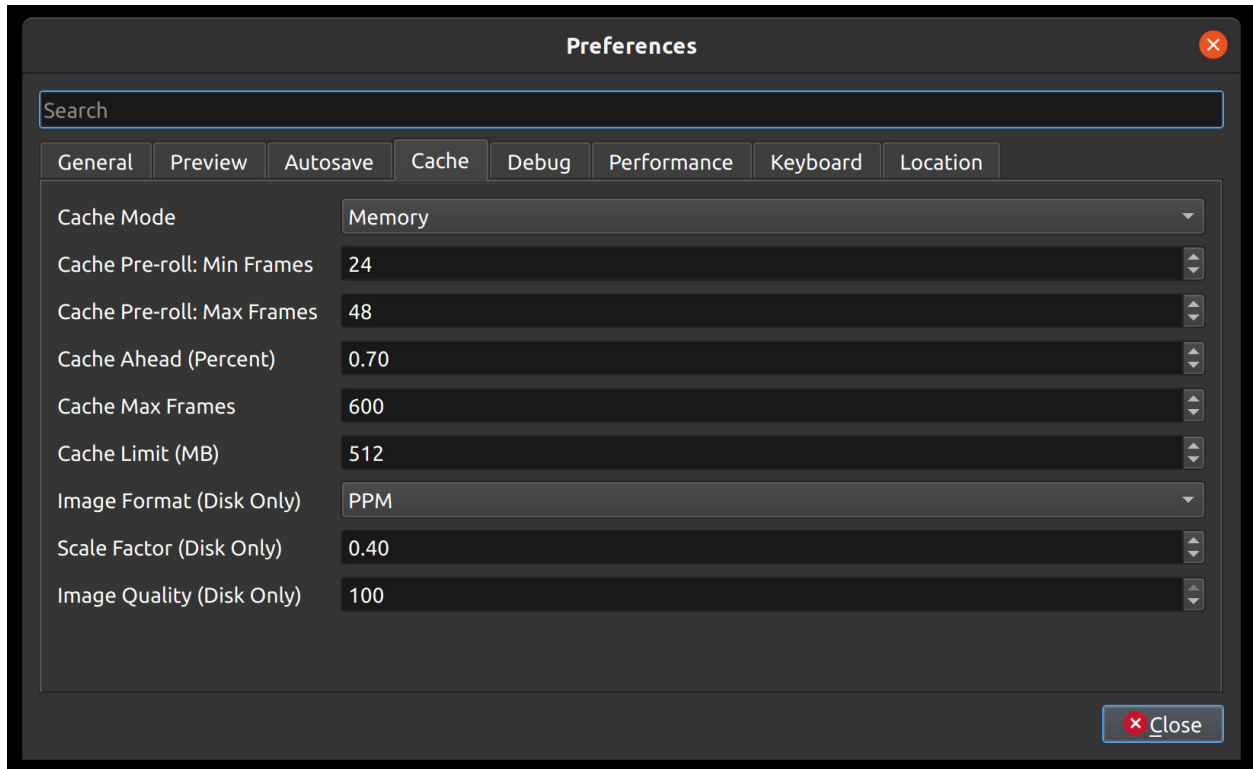 Preferences
Search
General Preview Autosave Cache Debug Performance Keyboard Location
Cache Mode Memory
Cache Pre-roll: Min Frames 24
Cache Pre-roll: Max Frames 48
Cache Ahead (Percent) 0.70
Cache Max Frames 600
Cache Limit (MB) 512
Image Format (Disk Only) PPM
Scale Factor (Disk Only) 0.40
Image Quality (Disk Only) 100
Close